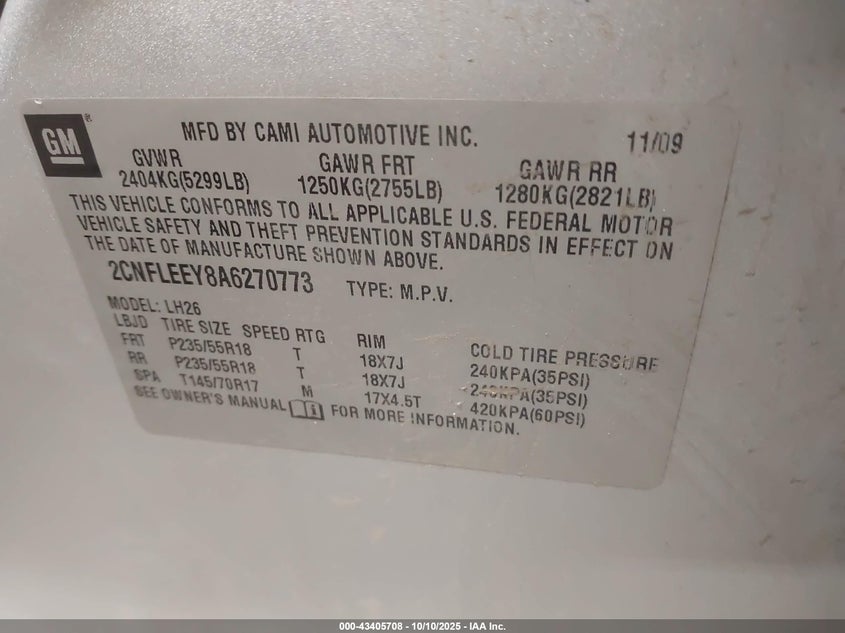 GM
MFD BY CAMI AUTOMOTIVE INC. 11/09
GVWR GAWR FRT GAWR RR
2404KG(5299LB) 1250KG(2755LB) 1280KG(2821LB)
THIS VEHICLE CONFORMS TO ALL APPLICABLE U.S. FEDERAL MOTOR
VEHICLE SAFETY AND THEFT PREVENTION STANDARDS IN EFFECT ON
THE DATE OF MANUFACTURE SHOWN ABOVE.
2CNFLEEY8A6270773 TYPE: M.P.V.
MODEL: LH26
LBJD TIRE SIZE SPEED RTG RIM COLD TIRE PRESSURE
FRT P235/55R18 T 18X7J 240KPA(35PSI)
RR P235/55R18 T 18X7J 240KPA(35PSI)
SPA T145/70R17 M 17X4.5T 420KPA(60PSI)
SEE OWNER'S MANUAL FOR MORE INFORMATION.
000-43405708 - 10/10/2025 - IAA Inc.